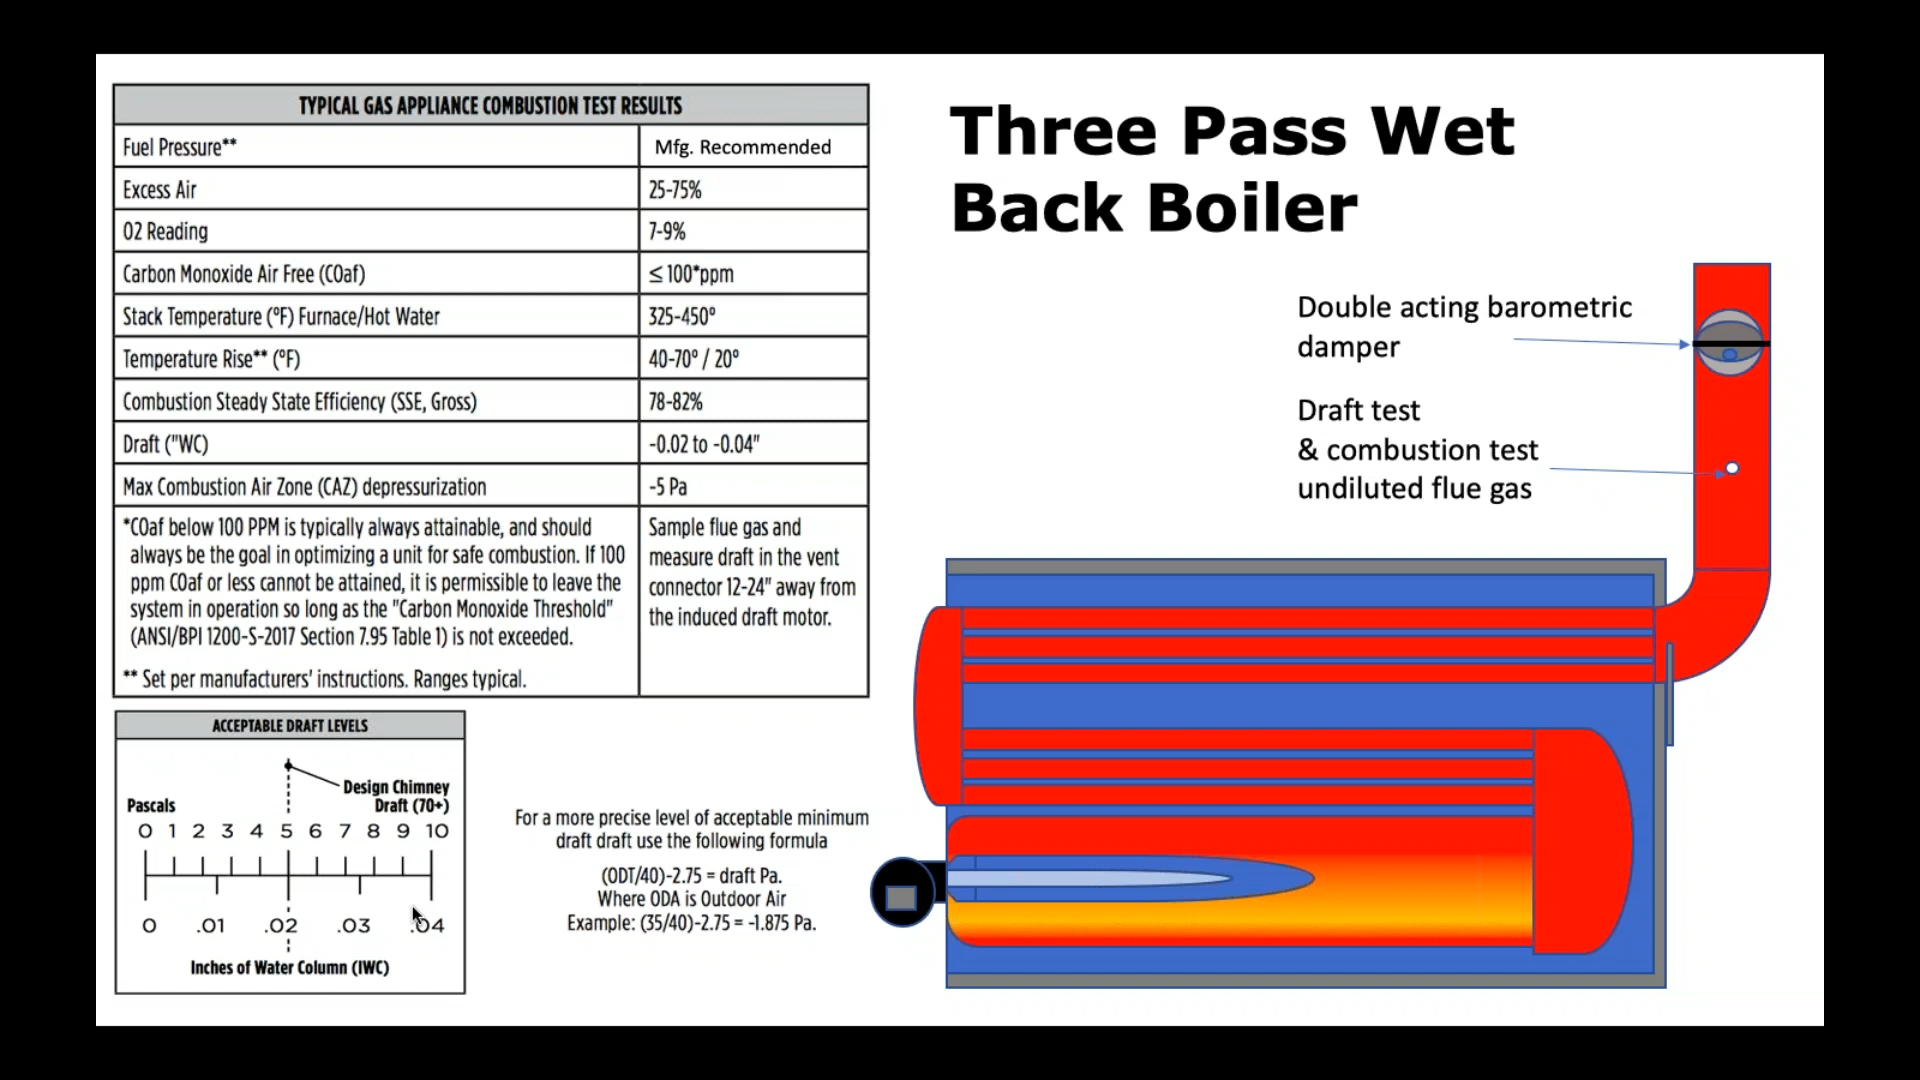 TYPICAL GAS APPLIANCE COMBUSTION TEST RESULTS
Fuel Pressure** Mfg. Recommended
Excess Air 25-75%
O2 Reading 7-9%
Carbon Monoxide Air Free (COaf) ≤ 100*ppm
Stack Temperature (ºF) Furnace/Hot Water 325-450º
Temperature Rise** (ºF) 40-70º / 20º
Combustion Steady State Efficiency (SSE, Gross) 78-82%
Draft ("WC) -0.02 to -0.04"
Max Combustion Air Zone (CAZ) depressurization -5 Pa
*COaf below 100 PPM is typically always attainable, and should
always be the goal in optimizing a unit for safe combustion. If 100
ppm COaf or less cannot be attained, it is permissible to leave the
system in operation so long as the "Carbon Monoxide Threshold"
(ANSI/BPI 1200-S-2017 Section 7.95 Table 1) is not exceeded.
** Set per manufacturers' instructions. Ranges typical.
Sample flue gas and
measure draft in the vent
connector 12-24" away from
the induced draft motor.
ACCEPTABLE DRAFT LEVELS
Design Chimney
Draft (70+)
Pascals
0 1 2 3 4 5 6 7 8 9 10
0 .01 .02 .03 .04
Inches of Water Column (IWC)
For a more precise level of acceptable minimum
draft draft use the following formula
(ODT/40)-2.75 = draft Pa.
Where ODA is Outdoor Air
Example: (35/40)-2.75 = -1.875 Pa.
Three Pass Wet
Back Boiler
Double acting barometric
damper
Draft test
& combustion test
undiluted flue gas